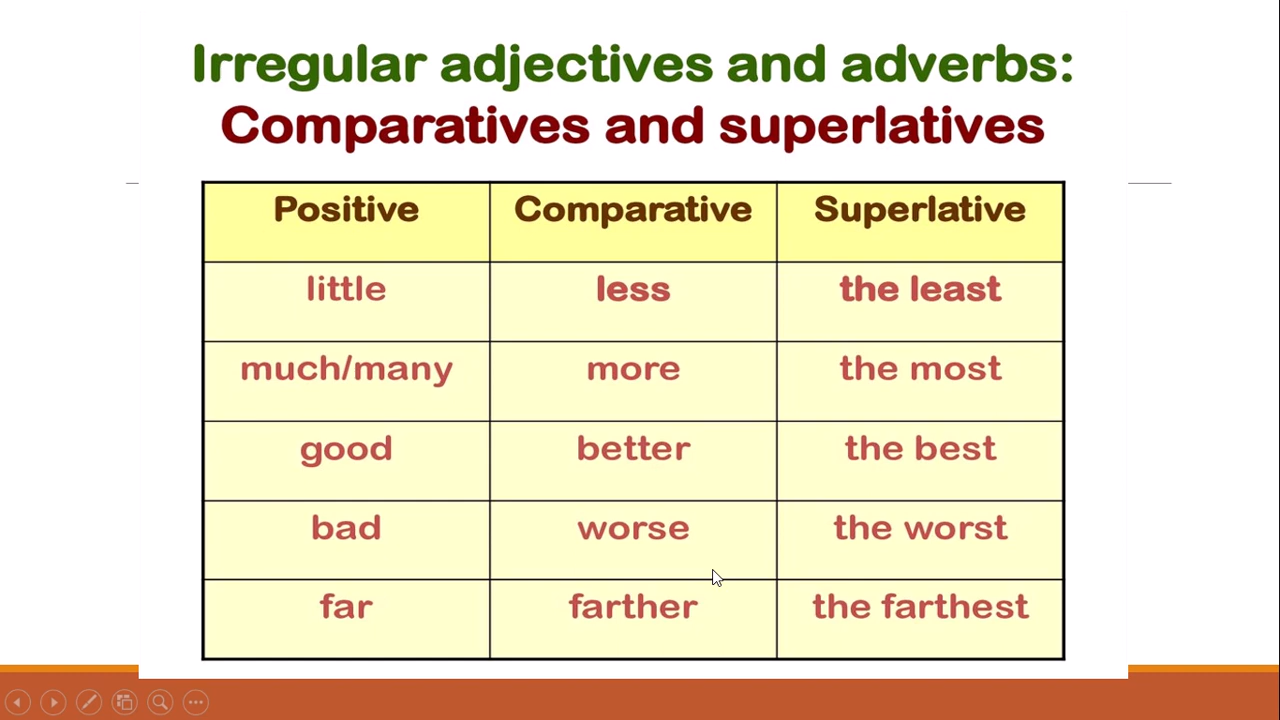 Irregular adjectives and adverbs:
Comparatives and superlatives
Positive Comparative Superlative
little less the least
much/many more the most
good better the best
bad worse the worst
far farther the farthest